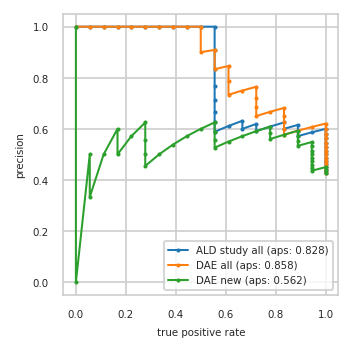 1.0
0.8
0.6
0.4
0.2
0.0
precision
ALD study all (aps: 0.828)
DAE all (aps: 0.858)
DAE new (aps: 0.562)
0.0 0.2 0.4 0.6 0.8 1.0
true positive rate